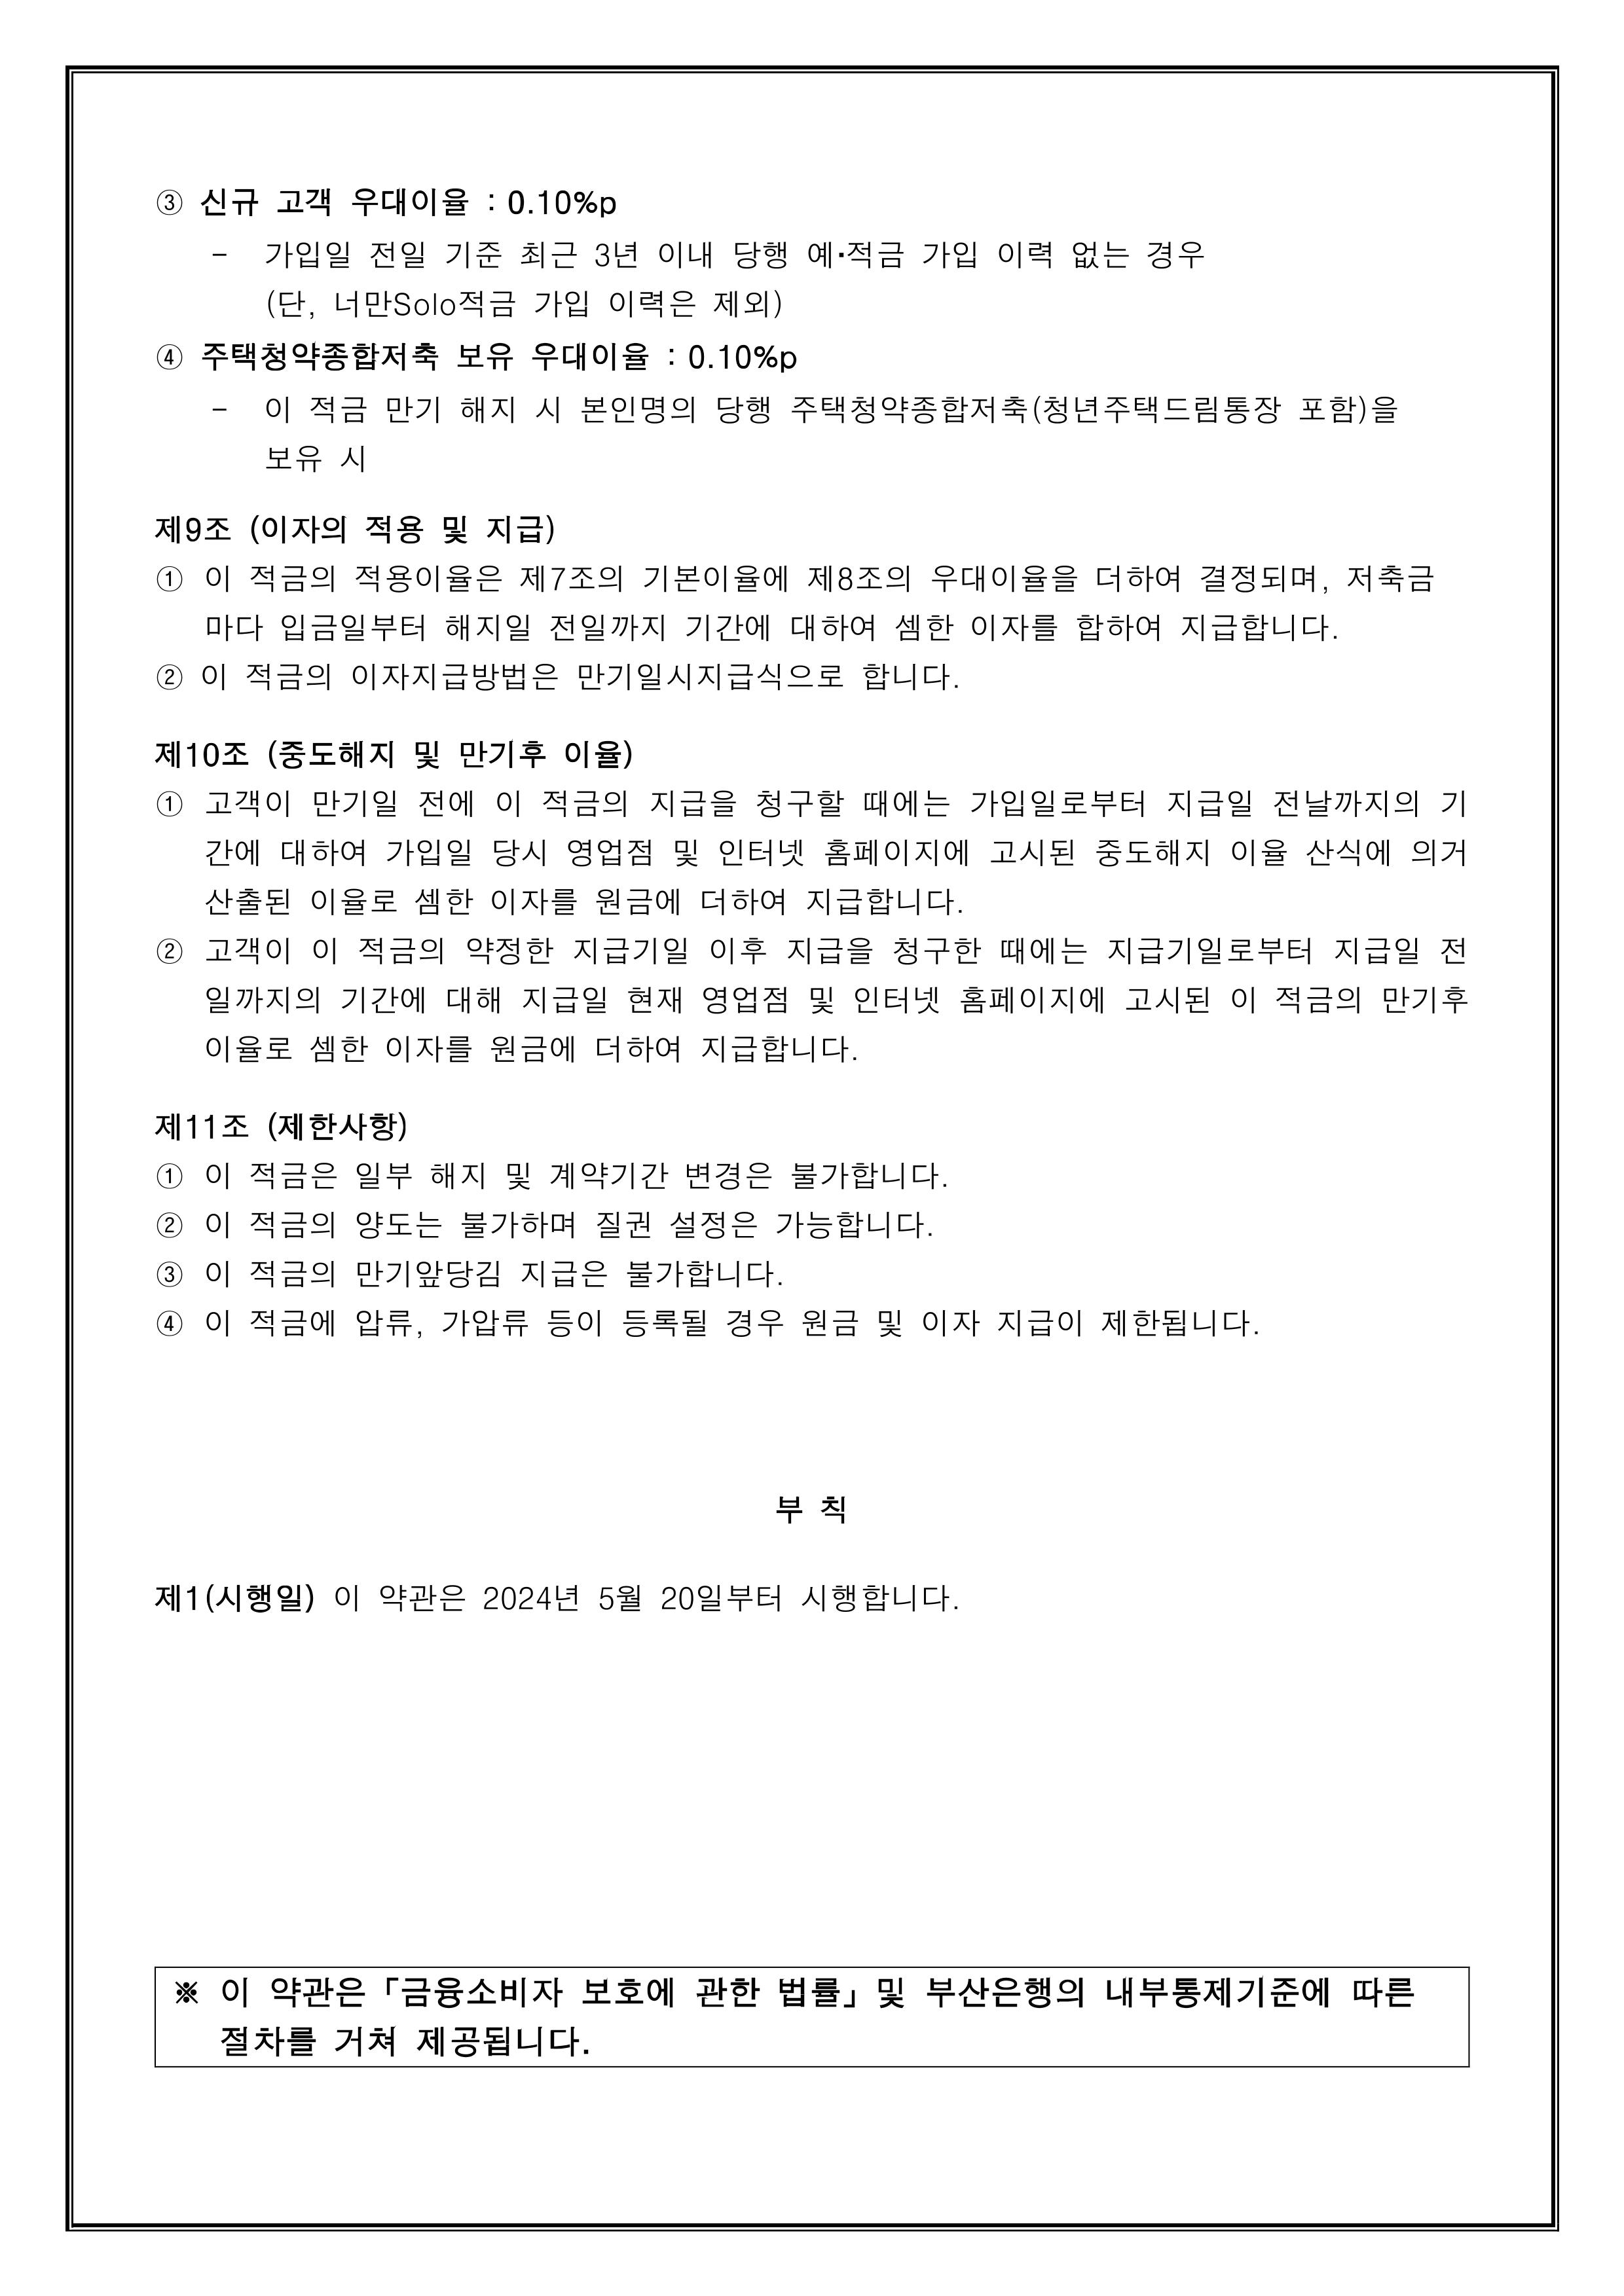 ③ 신규 고객 우대이율 : 0.10%p
- 가입일 전일 기준 최근 3년 이내 당행 예·적금 가입 이력 없는 경우
(단, 너만Solo적금 가입 이력은 제외)
④ 주택청약종합저축 보유 우대이율 : 0.10%p
- 이 적금 만기 해지 시 본인명의 당행 주택청약종합저축(청년주택드림통장 포함)을
보유 시
제9조 (이자의 적용 및 지급)
① 이 적금의 적용이율은 제7조의 기본이율에 제8조의 우대이율을 더하여 결정되며, 저축금
마다 입금일부터 해지일 전일까지 기간에 대하여 셈한 이자를 합하여 지급합니다.
② 이 적금의 이자지급방법은 만기일시지급식으로 합니다.
제10조 (중도해지 및 만기후 이율)
① 고객이 만기일 전에 이 적금의 지급을 청구할 때에는 가입일로부터 지급일 전날까지의 기
간에 대하여 가입일 당시 영업점 및 인터넷 홈페이지에 고시된 중도해지 이율 산식에 의거
산출된 이율로 셈한 이자를 원금에 더하여 지급합니다.
② 고객이 이 적금의 약정한 지급기일 이후 지급을 청구한 때에는 지급기일로부터 지급일 전
일까지의 기간에 대해 지급일 현재 영업점 및 인터넷 홈페이지에 고시된 이 적금의 만기후
이율로 셈한 이자를 원금에 더하여 지급합니다.
제11조 (제한사항)
① 이 적금은 일부 해지 및 계약기간 변경은 불가합니다.
② 이 적금의 양도는 불가하며 질권 설정은 가능합니다.
③ 이 적금의 만기앞당김 지급은 불가합니다.
④ 이 적금에 압류, 가압류 등이 등록될 경우 원금 및 이자 지급이 제한됩니다.
부 칙
제1(시행일) 이 약관은 2024년 5월 20일부터 시행합니다.
※ 이 약관은「금융소비자 보호에 관한 법률」및 부산은행의 내부통제기준에 따른
절차를 거쳐 제공됩니다.